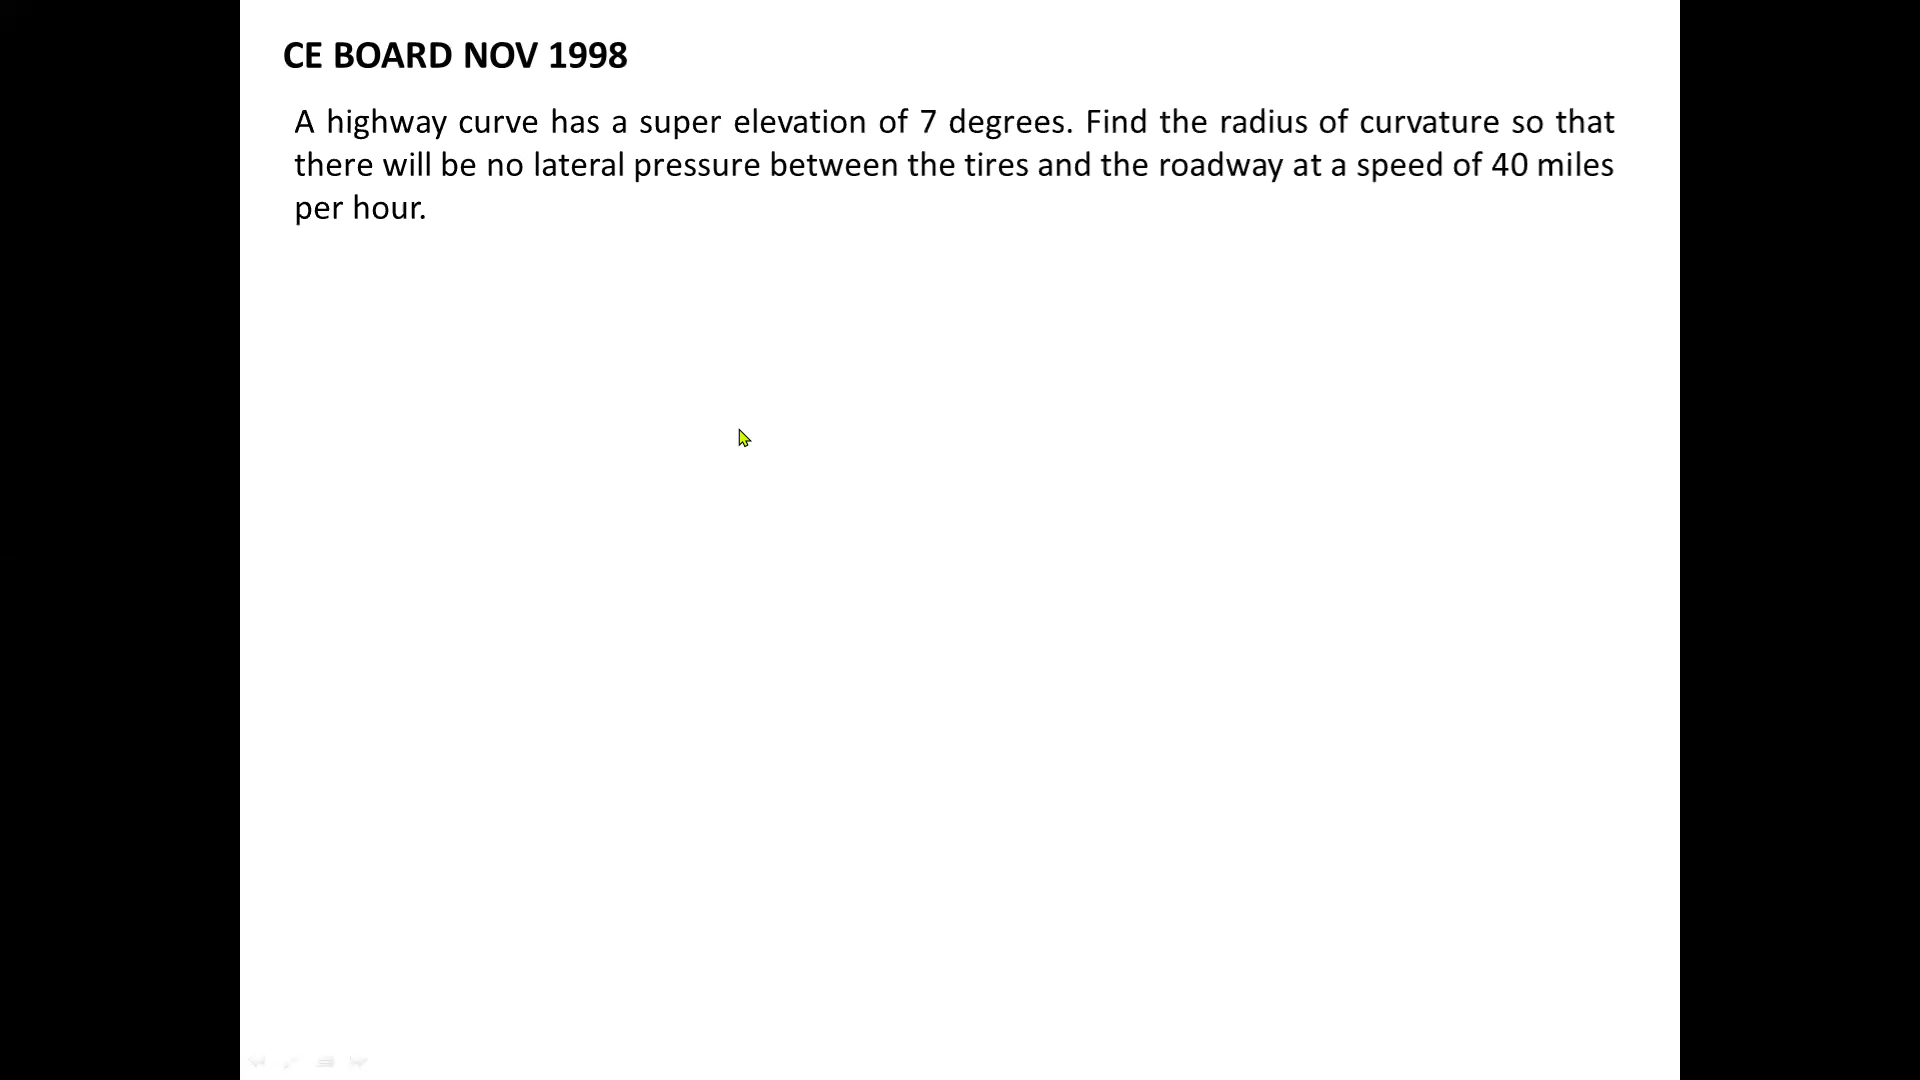 CE BOARD NOV 1998
A highway curve has a super elevation of 7 degrees. Find the radius of curvature so that
there will be no lateral pressure between the tires and the roadway at a speed of 40 miles
per hour.